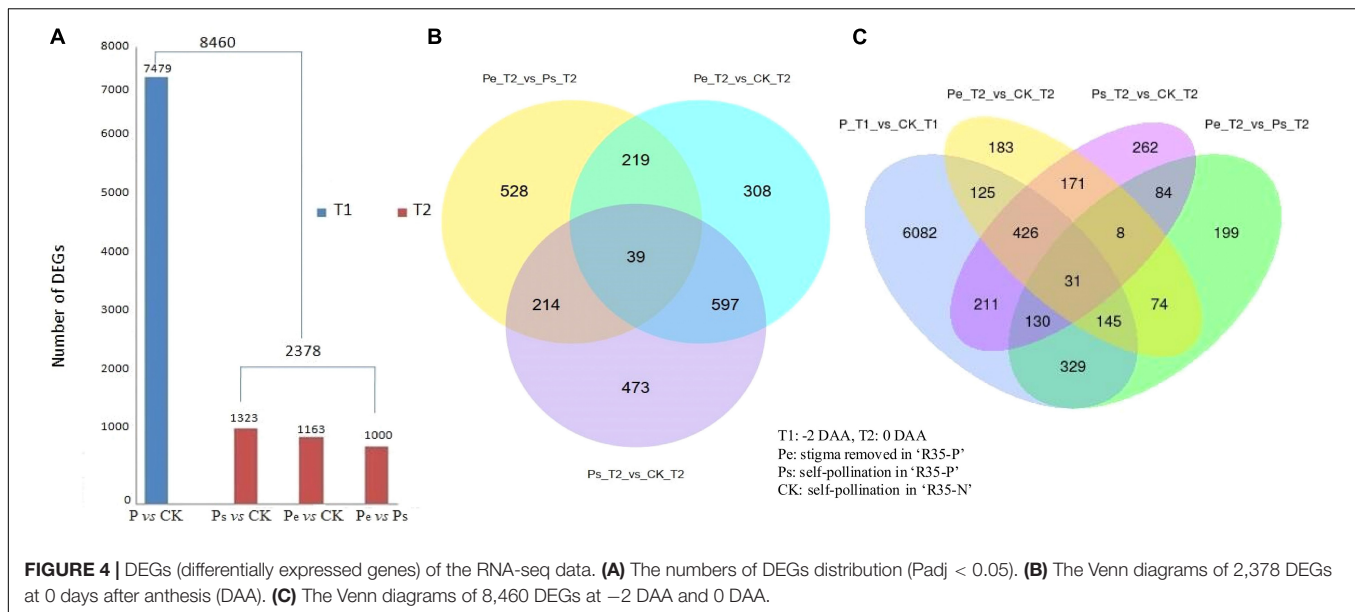 A
8000
7000
6000
5000
4000
3000
2000
1000
0
Number of DEGs
8460
7479
T1
T2
2378
1323
1163
1000
P vs CK
Ps vs CK
Pe vs CK
Pe vs Ps
B
Pe_T2_vs_Ps_T2
Pe_T2_vs_CK_T2
219
528
308
39
214
597
473
Ps_T2_vs_CK_T2
C
Pe_T2_vs_CK_T2
Ps_T2_vs_CK_T2
P_T1_vs_CK_T1
Pe_T2_vs_Ps_T2
183
262
125
171
84
6082
426
8
199
31
211
130
145
74
329
T1: -2 DAA, T2: 0 DAA
Pe: stigma removed in ‘R35-P’
Ps: self-pollination in ‘R35-P’
CK: self-pollination in ‘R35-N’
FIGURE 4 | DEGs (differentially expressed genes) of the RNA-seq data. (A) The numbers of DEGs distribution (Padj < 0.05). (B) The Venn diagrams of 2,378 DEGs
at 0 days after anthesis (DAA). (C) The Venn diagrams of 8,460 DEGs at −2 DAA and 0 DAA.